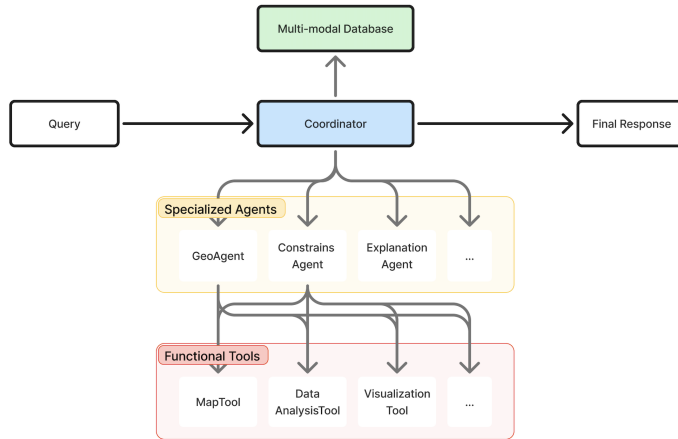 Multi-modal Database
Query
Coordinator
Final Response
Specialized Agents
GeoAgent
Constrains
Agent
Explanation
Agent
...
Functional Tools
MapTool
Data
AnalysisTool
Visualization
Tool
...